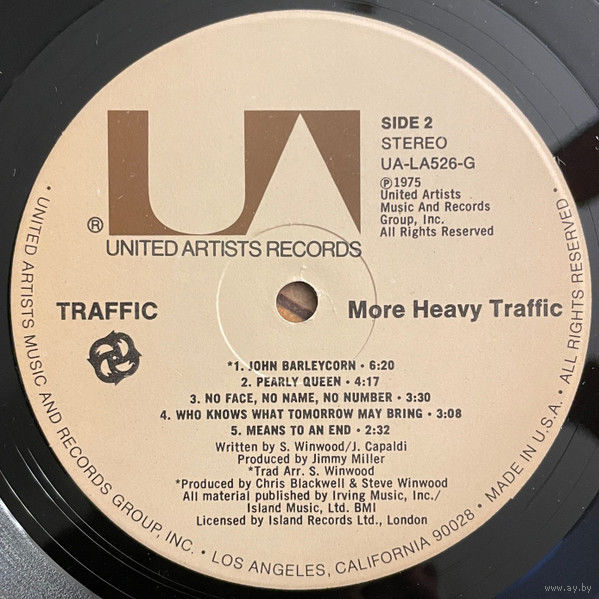 SIDE 2
STEREO
UA-LA526-G
℗1975
United Artists
Music And Records
Group, Inc.
All Rights Reserved
UA
®
UNITED ARTISTS RECORDS
TRAFFIC
More Heavy Traffic
*1. JOHN BARLEYCORN • 6:20
2. PEARLY QUEEN • 4:17
3. NO FACE, NO NAME, NO NUMBER • 3:30
4. WHO KNOWS WHAT TOMORROW MAY BRING • 3:08
5. MEANS TO AN END • 2:32
Written by S. Winwood/J. Capaldi
Produced by Jimmy Miller
*Trad Arr. S. Winwood
*Produced by Chris Blackwell & Steve Winwood
All material published by Irving Music, Inc./
Island Music, Ltd. BMI
Licensed by Island Records Ltd., London
• UNITED ARTISTS MUSIC AND RECORDS GROUP, INC. • LOS ANGELES, CALIFORNIA 90028 • MADE IN U.S.A. • ALL RIGHTS RESERVED •
www.ay.by